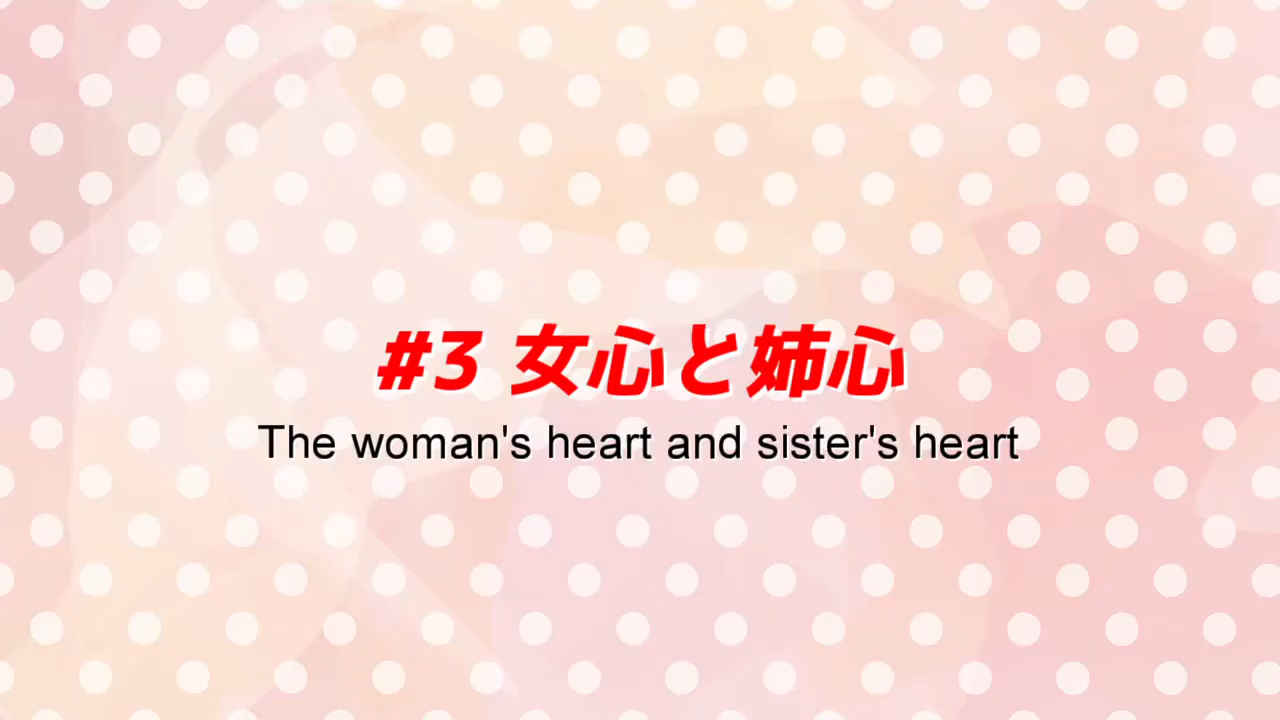 #3 女心と姉心
The woman's heart and sister's heart